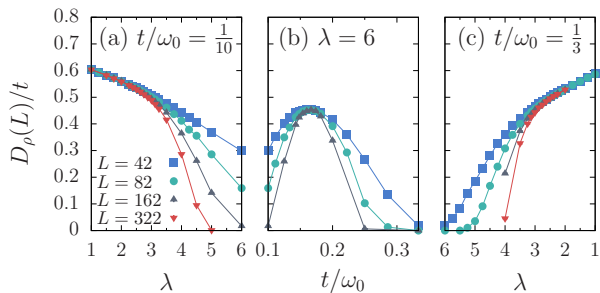 (a) t/ω0 = 1/10
(b) λ = 6
(c) t/ω0 = 1/3
Dρ(L)/t
0.8
0.7
0.6
0.5
0.4
0.3
0.2
0.1
0
L = 42
L = 82
L = 162
L = 322
1 2 3 4 5 6
0.1 0.2 0.3
6 5 4 3 2 1
λ
t/ω0
λ